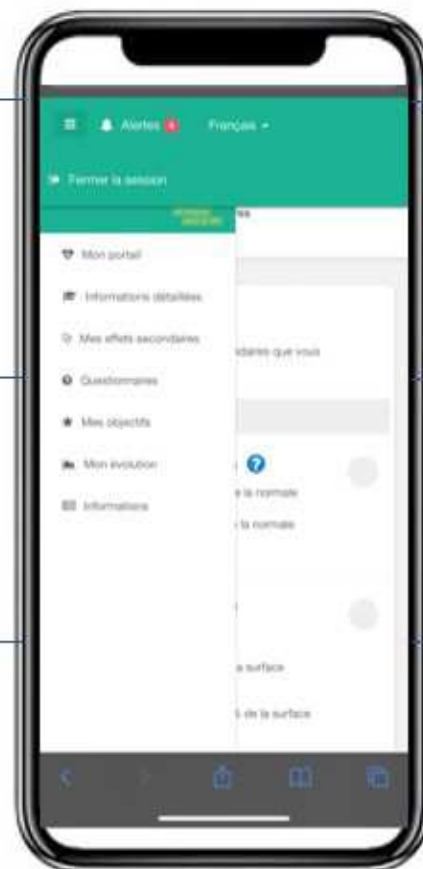 Alertes
Français
Fermer la session
Mon portail
Informations détaillées
Mes effets secondaires
Questionnaires
Mes objectifs
Mon évolution
Informations
que vous
la normale
la normale
surface
de la surface